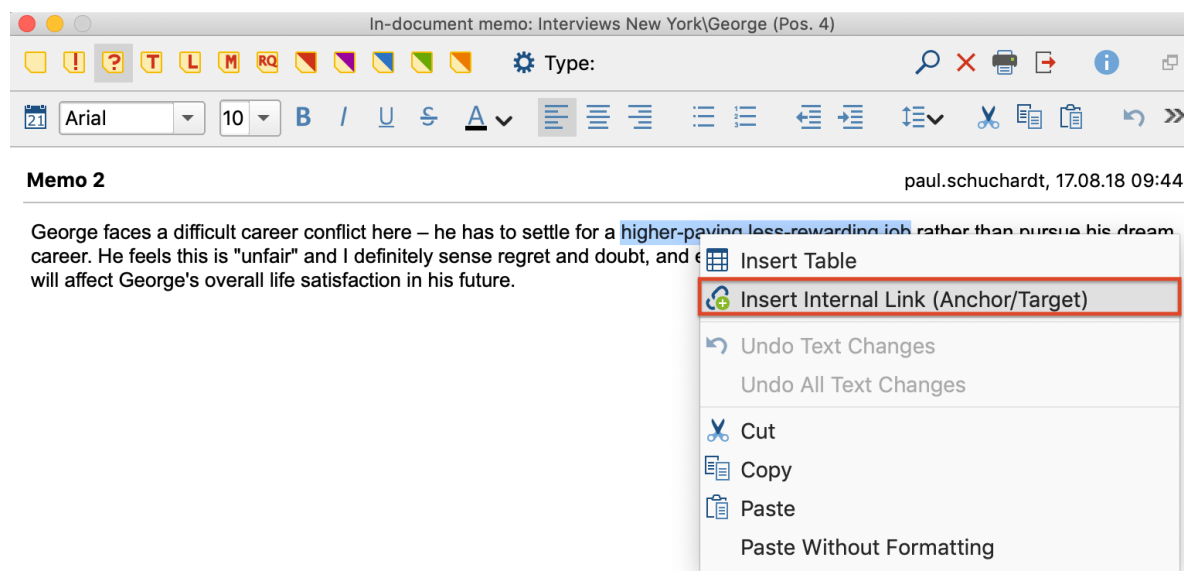 In-document memo: Interviews New York\George (Pos. 4)
! ? T L M RQ Type: i
21 Arial 10 B I U S A
Memo 2 paul.schuchardt, 17.08.18 09:44
George faces a difficult career conflict here – he has to settle for a higher-paying less-rewarding job rather than pursue his dream
career. He feels this is "unfair" and I definitely sense regret and doubt, and
will affect George's overall life satisfaction in his future.
Insert Table
Insert Internal Link (Anchor/Target)
Undo Text Changes
Undo All Text Changes
Cut
Copy
Paste
Paste Without Formatting